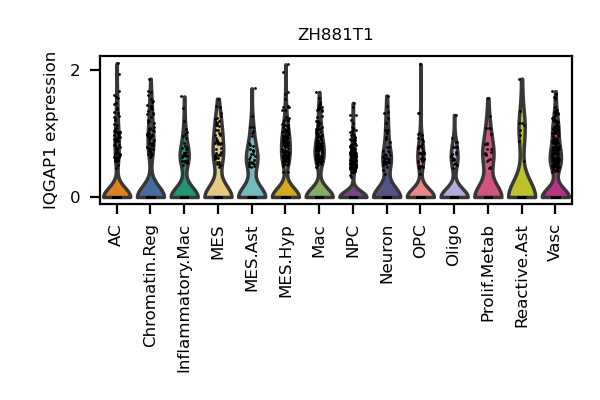 ZH881T1
IQGAP1 expression
2
0
AC
Chromatin.Reg
Inflammatory.Mac
MES
MES.Ast
MES.Hyp
Mac
NPC
Neuron
OPC
Oligo
Prolif.Metab
Reactive.Ast
Vasc